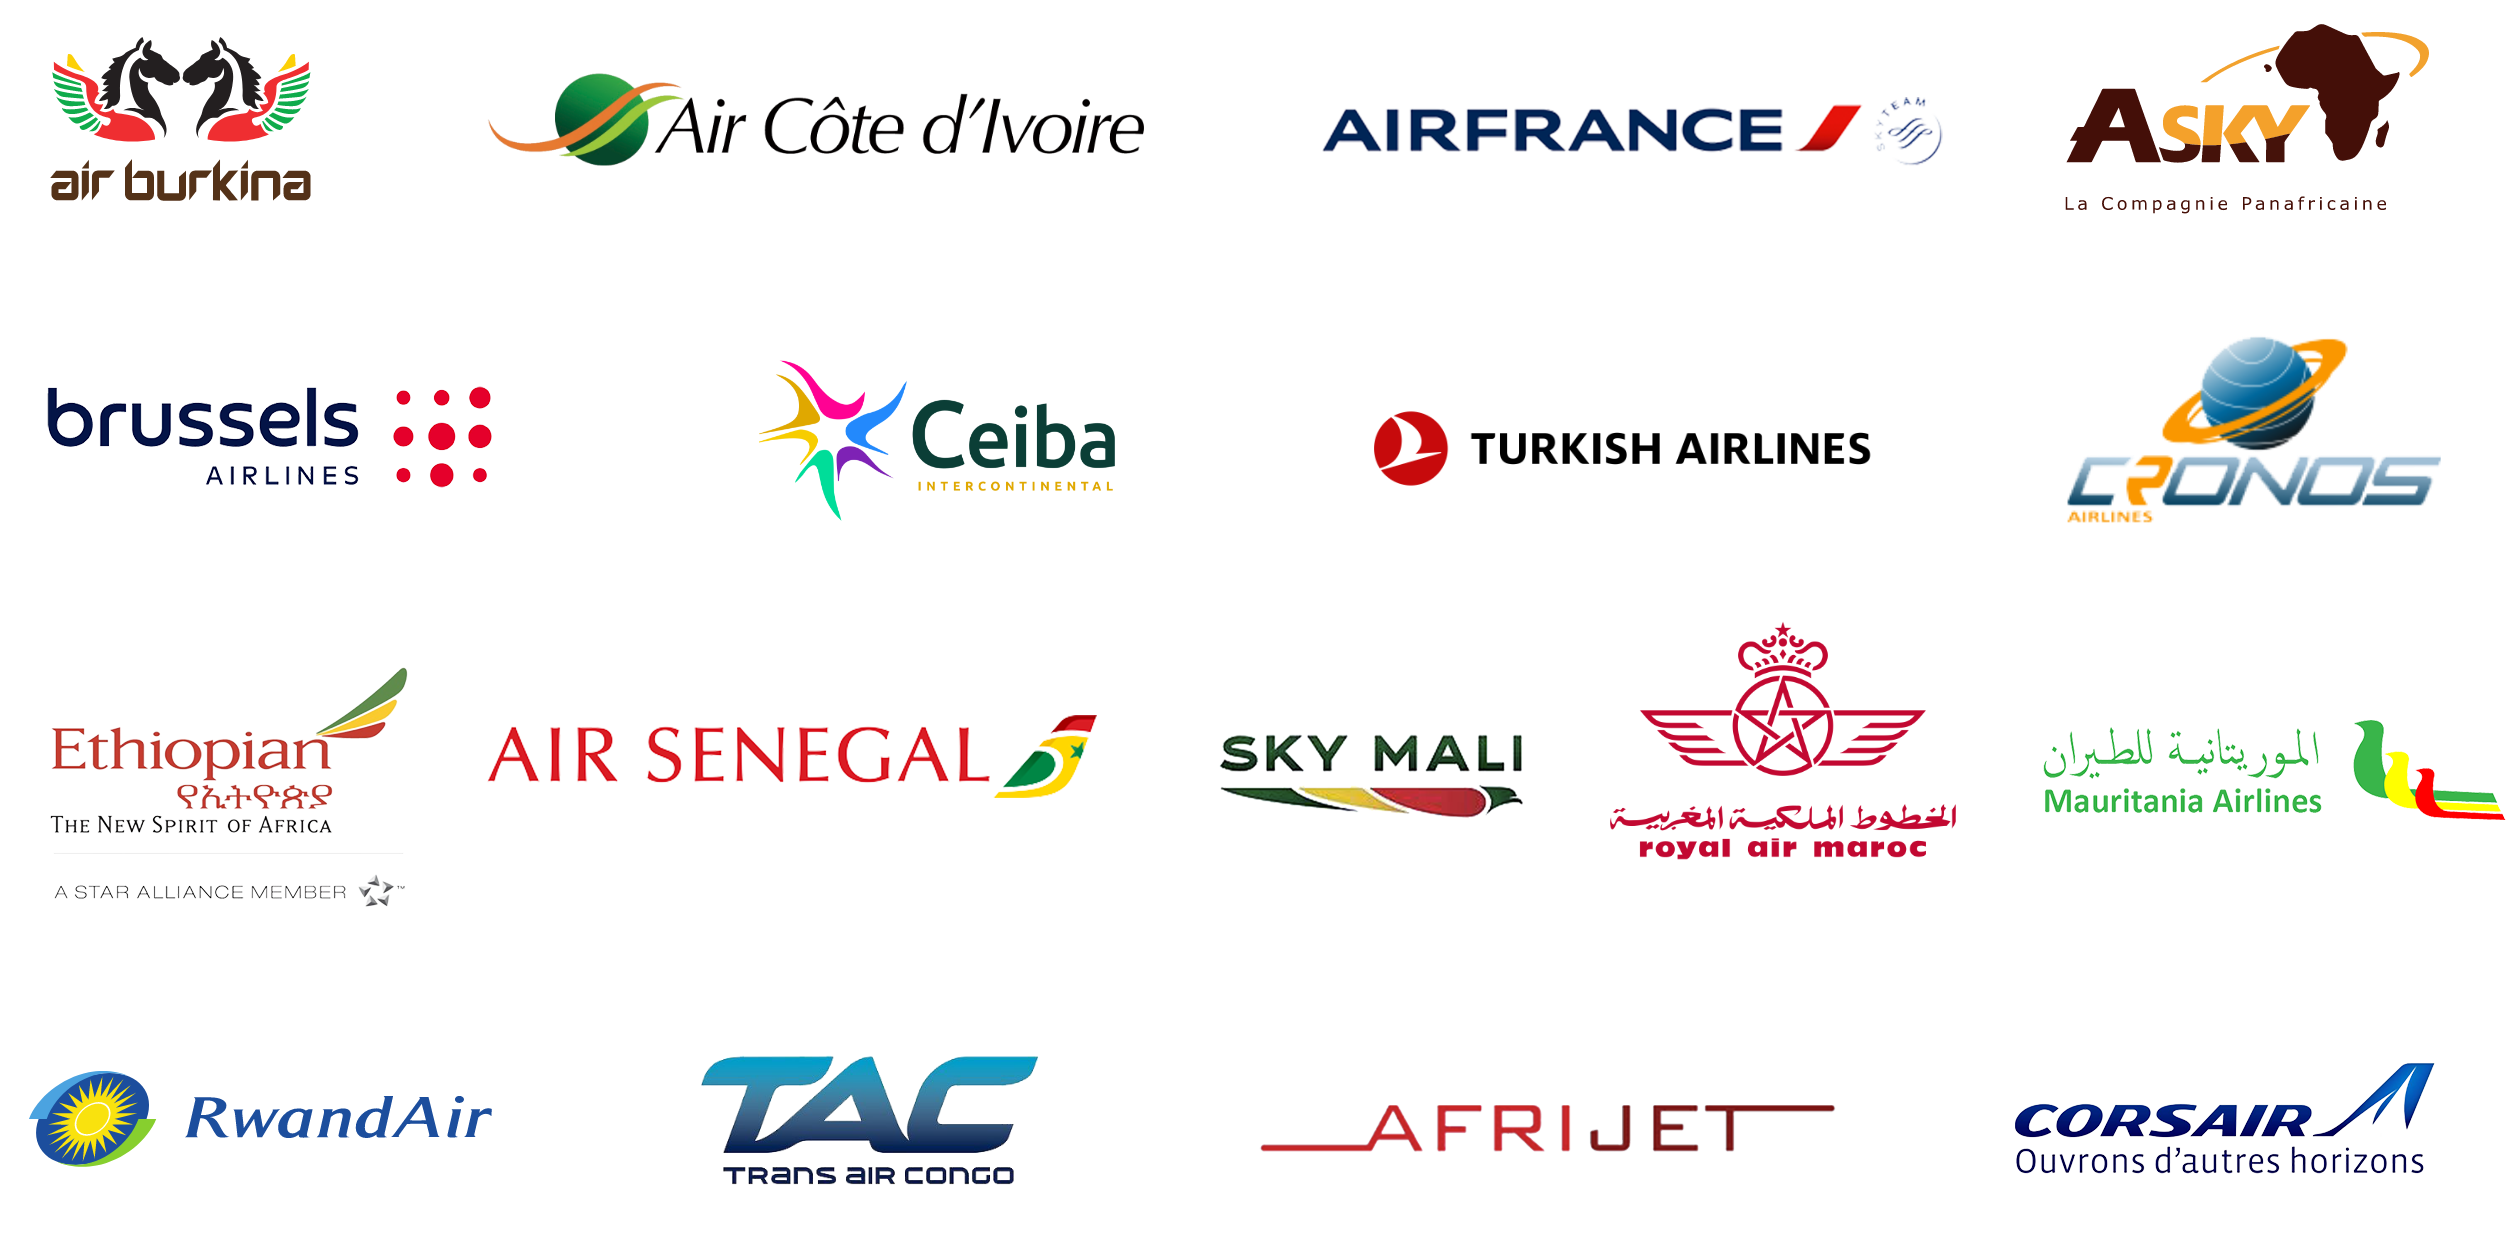 air burkina
Air Côte d'Ivoire
AIRFRANCE
SKYTEAM
ASKY
La Compagnie Panafricaine
brussels
AIRLINES
Ceiba
INTERCONTINENTAL
TURKISH AIRLINES
CRONOS
AIRLINES
Ethiopian
የኢትዮጵያ
THE NEW SPIRIT OF AFRICA
A STAR ALLIANCE MEMBER ™
AIR SENEGAL
SKY MALI
الخطوط الملكية المغربية
royal air maroc
الموريتانية للطيران
Mauritania Airlines
RwandAir
TAC
TRANS AIR CONGO
AFRIJET
CORSAIR
Ouvrons d'autres horizons